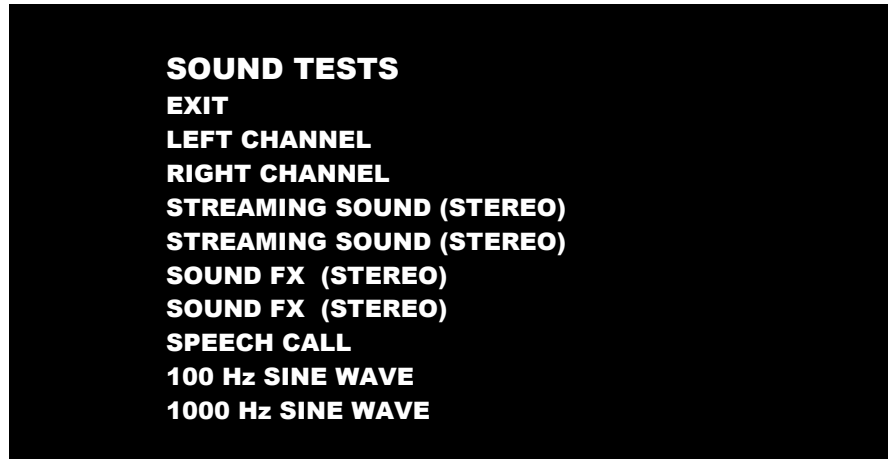 SOUND TESTS
EXIT
LEFT CHANNEL
RIGHT CHANNEL
STREAMING SOUND (STEREO)
STREAMING SOUND (STEREO)
SOUND FX  (STEREO)
SOUND FX  (STEREO)
SPEECH CALL
100 Hz SINE WAVE
1000 Hz SINE WAVE